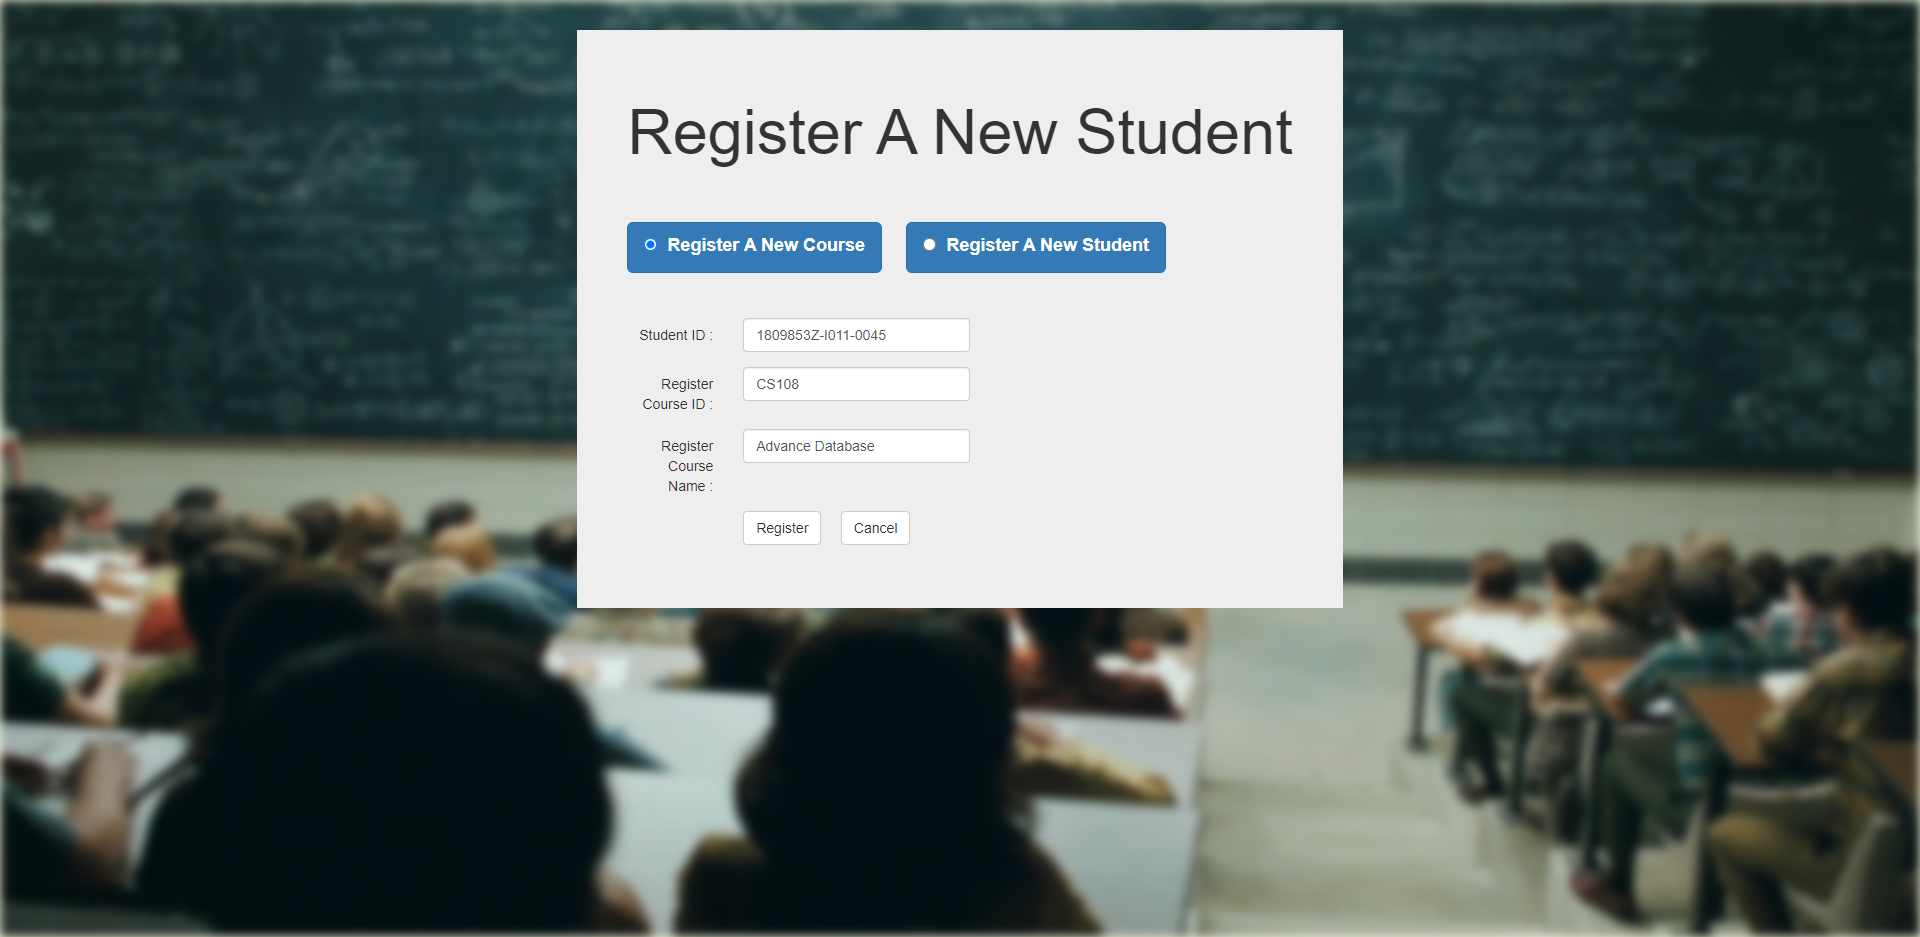 Register A New Student
Register A New Course
Register A New Student
Student ID :
1809853Z-I011-0045
Register
Course ID :
CS108
Register
Course
Name :
Advance Database
Register
Cancel